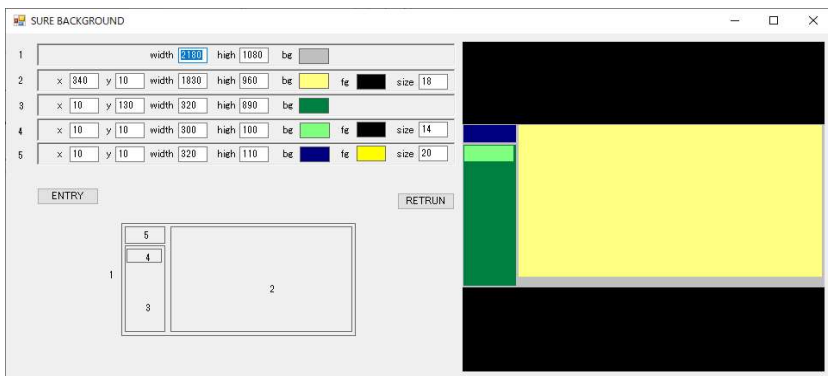 SURE BACKGROUND
1 width 2180 high 1080 bg
2 x 340 y 10 width 1830 high 960 bg fg size 18
3 x 10 y 130 width 320 high 890 bg
4 x 10 y 10 width 300 high 100 bg fg size 14
5 x 10 y 10 width 320 high 110 bg fg size 20
ENTRY RETRUN
5
4
1
2
3